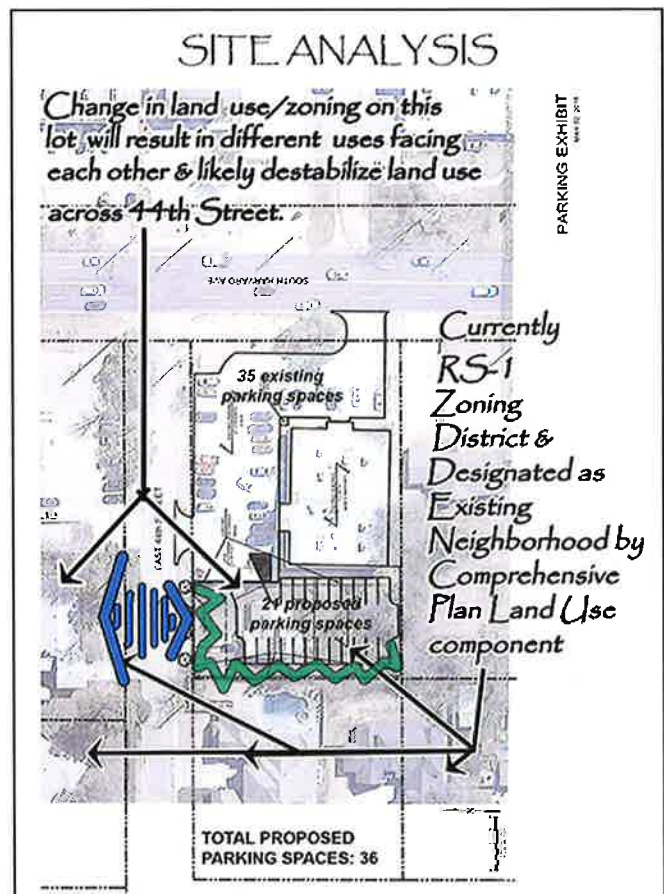 SITE ANALYSIS
Change in land use/zoning on this
lot will result in different uses facing
each other & likely destabilize land use
across 44th Street.
PARKING EXHIBIT
SOUTH HARVARD AVE
35 existing
parking spaces
Currently
RS-1
Zoning
District &
Designated as
Existing
Neighborhood by
Comprehensive
Plan Land Use
component
EAST
21 proposed
parking spaces
TOTAL PROPOSED
PARKING SPACES: 36